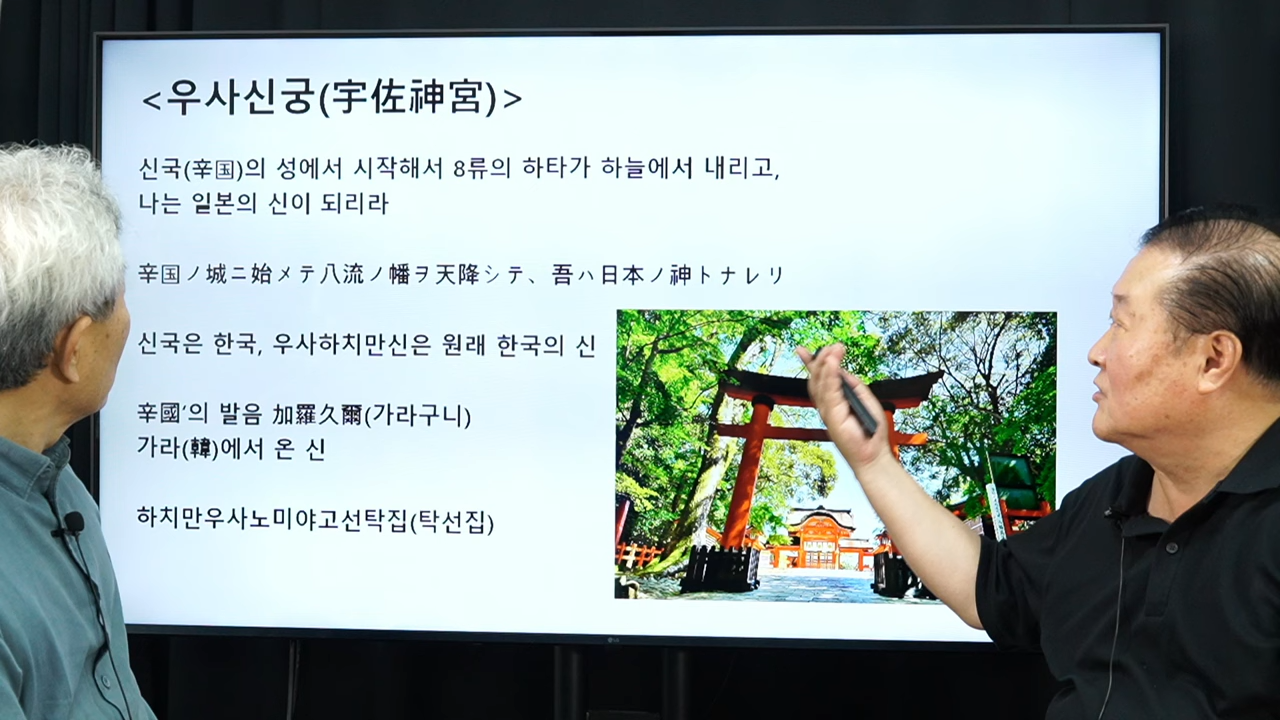 <우사신궁(宇佐神宮)>
신국(辛国)의 성에서 시작해서 8류의 하타가 하늘에서 내리고,
나는 일본의 신이 되리라
辛国ノ城ニ始メテ八流ノ幡ヲ天降シテ、吾ハ日本ノ神トナレリ
신국은 한국, 우사하치만신은 원래 한국의 신
辛國'의 발음 加羅久爾(가라구니)
가라(韓)에서 온 신
하치만우사노미야고선탁집(탁선집)
LG